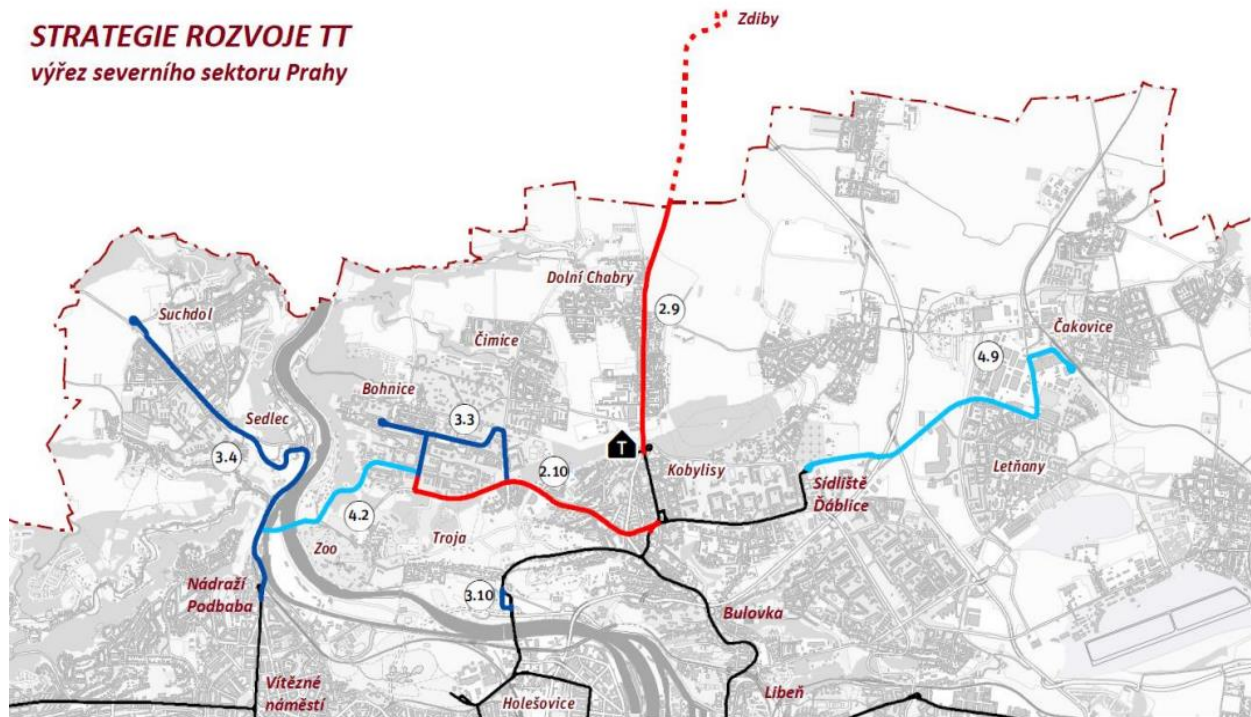 STRATEGIE ROZVOJE TT
výřez severního sektoru Prahy
Zdiby
Dolní Chabry
2.9
Suchdol
Čimice
Čakovice
4.9
Bohnice
3.3
Sedlec
3.4
T
2.10
Kobylisy
Letňany
Sídliště
Ďáblice
4.2
Zoo
Troja
Nádraží
Podbaba
3.10
Bulovka
Vítězné
náměstí
Holešovice
Libeň